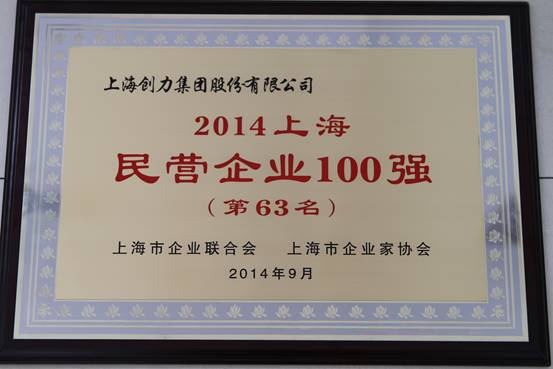 上海创力集团股份有限公司
2014上海
民营企业100强
(第63名)
上海市企业联合会 上海市企业家协会
2014年9月